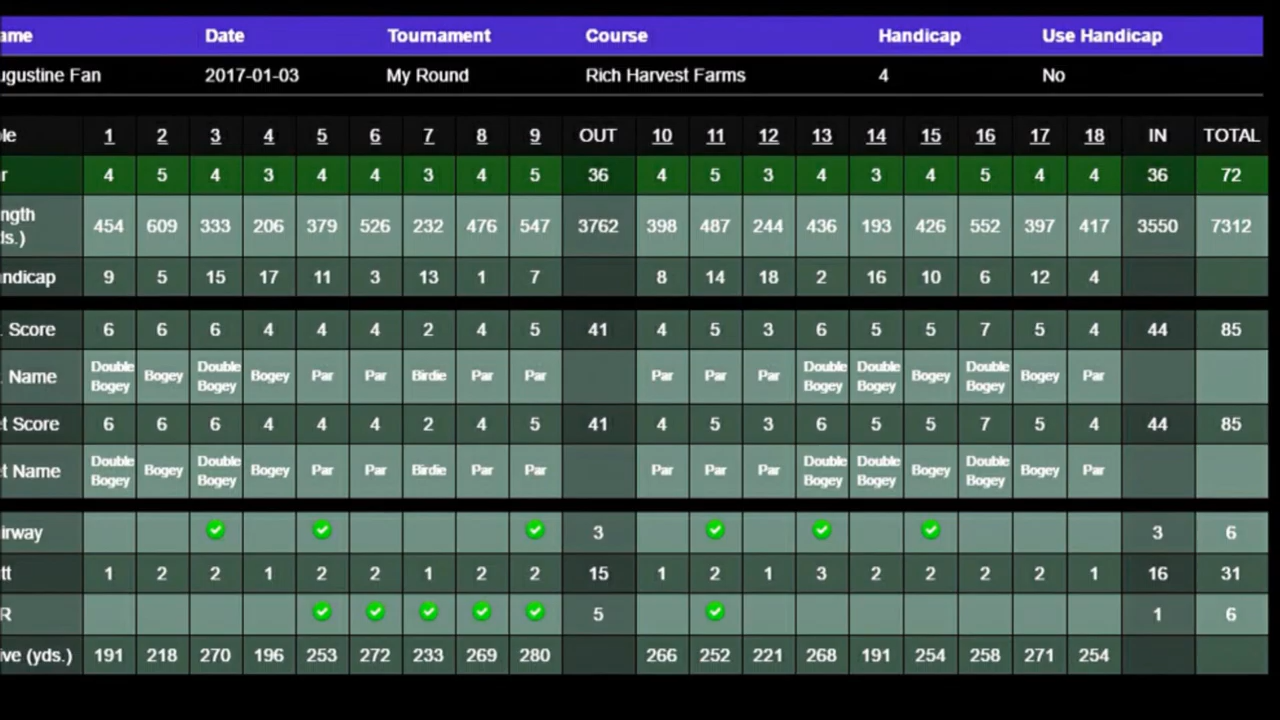 ame Date Tournament Course Handicap Use Handicap
ugustine Fan 2017-01-03 My Round Rich Harvest Farms 4 No
le 1 2 3 4 5 6 7 8 9 OUT 10 11 12 13 14 15 16 17 18 IN TOTAL
r 4 5 4 3 4 4 3 4 5 36 4 5 3 4 3 4 5 4 4 36 72
ngth
ds.) 454 609 333 206 379 526 232 476 547 3762 398 487 244 436 193 426 552 397 417 3550 7312
ndicap 9 5 15 17 11 3 13 1 7 8 14 18 2 16 10 6 12 4
. Score 6 6 6 4 4 4 2 4 5 41 4 5 3 6 5 5 7 5 4 44 85
. Name Double Bogey Bogey Double Bogey Bogey Par Par Birdie Par Par Par Par Par Double Bogey Double Bogey Bogey Double Bogey Bogey Par
t Score 6 6 6 4 4 4 2 4 5 41 4 5 3 6 5 5 7 5 4 44 85
t Name Double Bogey Bogey Double Bogey Bogey Par Par Birdie Par Par Par Par Par Double Bogey Double Bogey Bogey Double Bogey Bogey Par
irway 3 3 6
tt 1 2 2 1 2 2 1 2 2 15 1 2 1 3 2 2 2 2 1 16 31
R 5 1 6
ive (yds.) 191 218 270 196 253 272 233 269 280 266 252 221 268 191 254 258 271 254